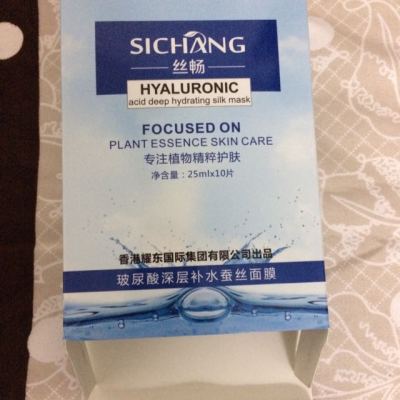 SICHANG
丝畅
HYALURONIC
acid deep hydrating silk mask
FOCUSED ON
PLANT ESSENCE SKIN CARE
专注植物精粹护肤
净含量：25mlx10片
香港耀东国际集团有限公司出品
玻尿酸深层补水蚕丝面膜